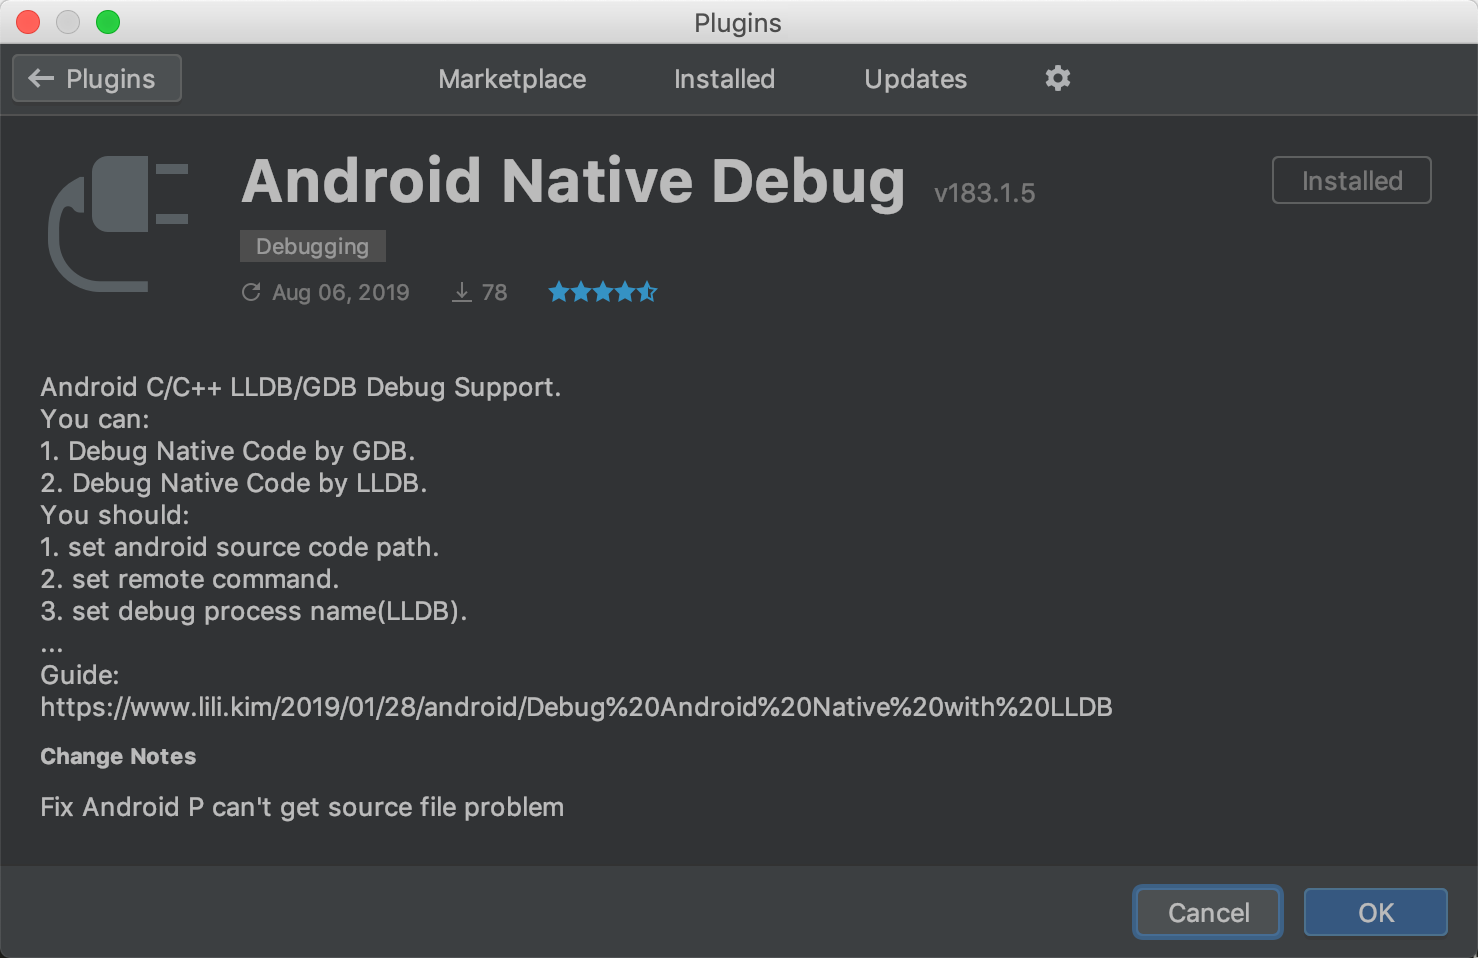 Plugins
Plugins
Marketplace
Installed
Updates
Android Native Debug v183.1.5
Installed
Debugging
Aug 06, 2019
78
Android C/C++ LLDB/GDB Debug Support.
You can:
1. Debug Native Code by GDB.
2. Debug Native Code by LLDB.
You should:
1. set android source code path.
2. set remote command.
3. set debug process name(LLDB).
...
Guide:
https://www.lili.kim/2019/01/28/android/Debug%20Android%20Native%20with%20LLDB
Change Notes
Fix Android P can't get source file problem
Cancel
OK